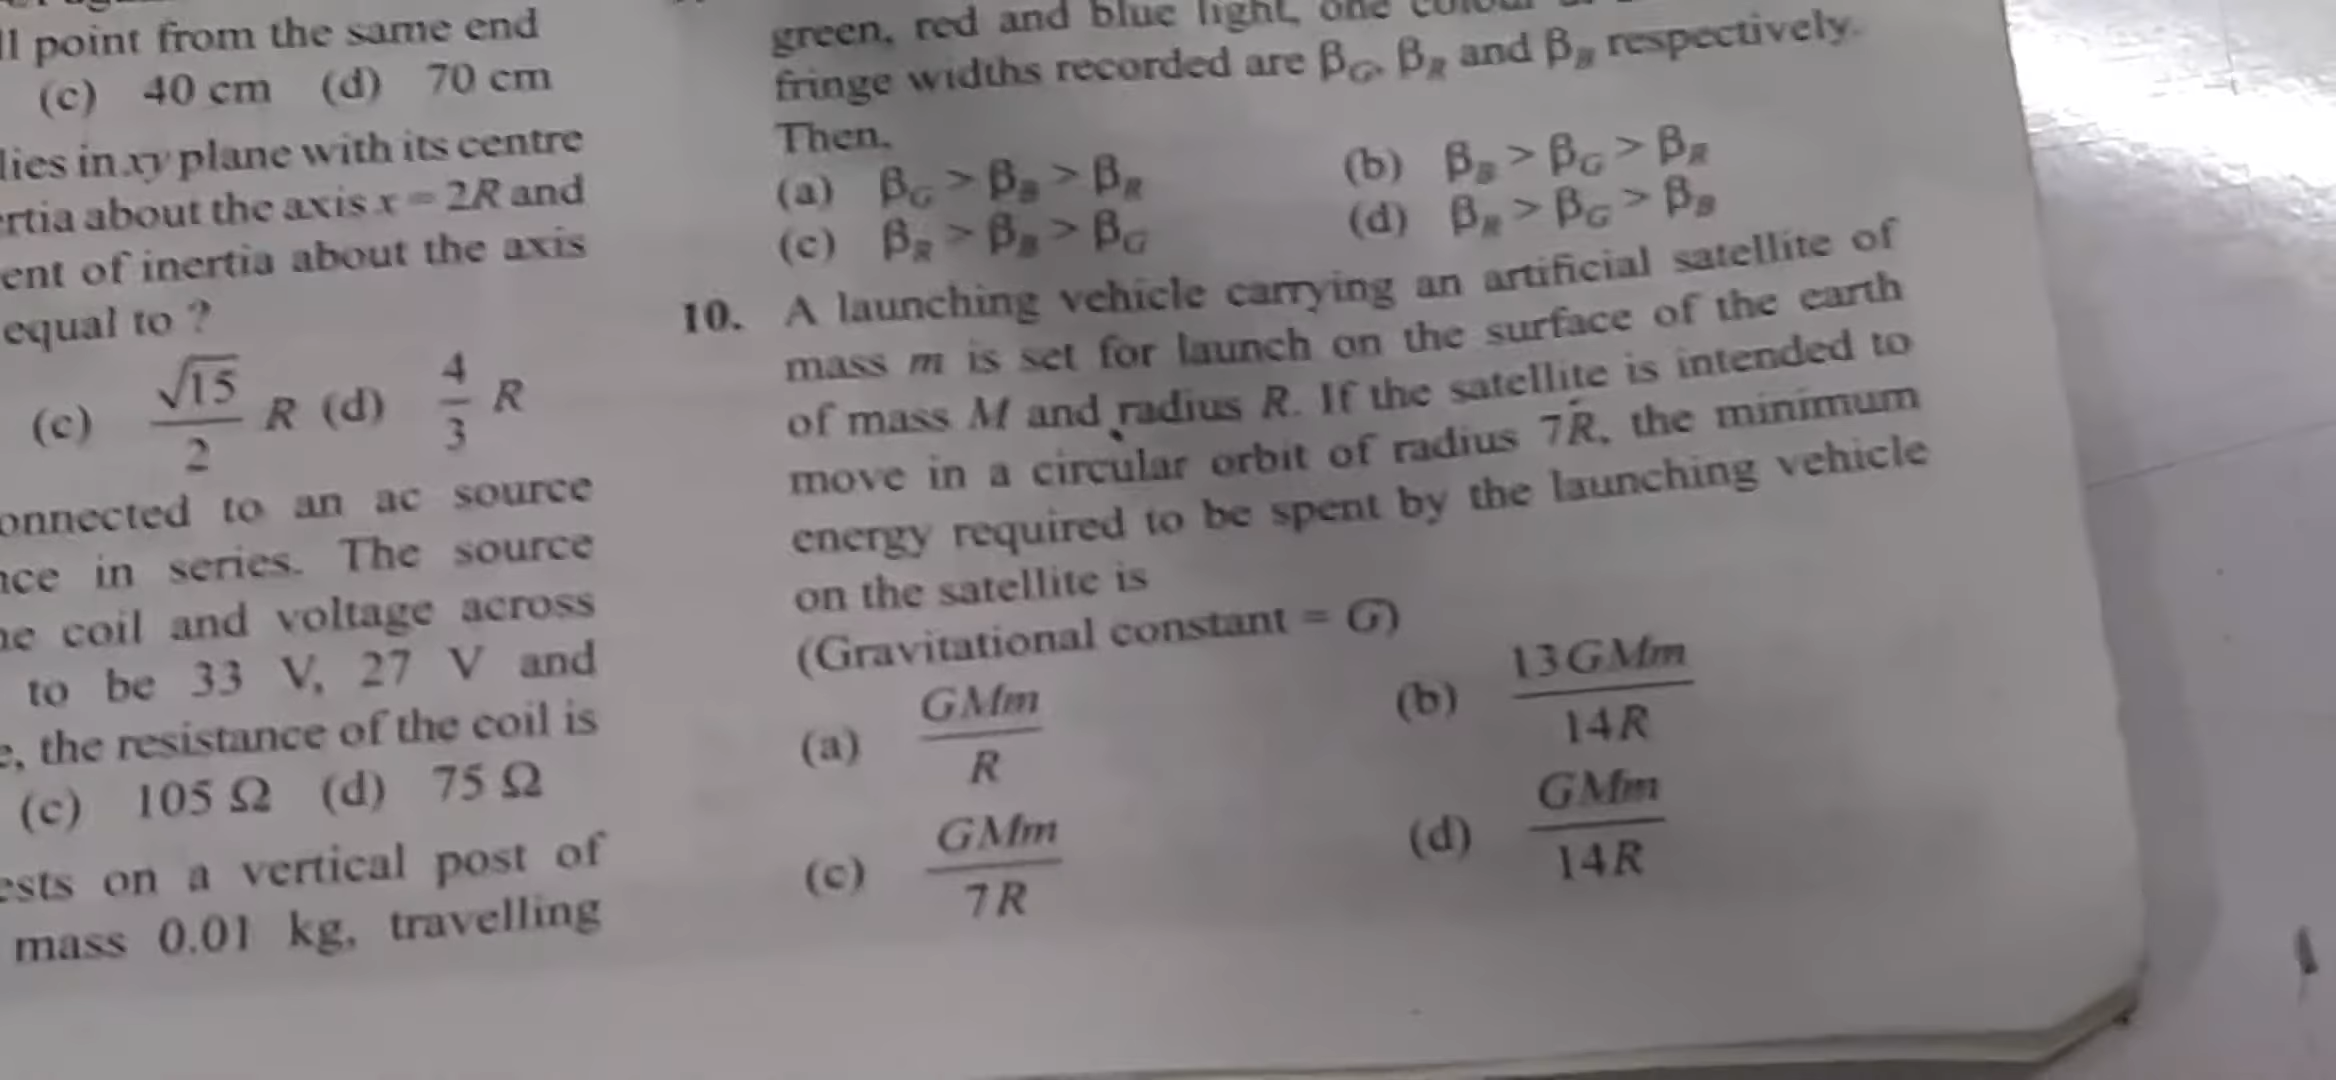 ll point from the same end
(c) 40 cm (d) 70 cm
lies in xy plane with its centre
ertia about the axis x = 2R and
ent of inertia about the axis
equal to ?
(c) √15/2 R (d) 4/3 R
onnected to an ac source
nce in series. The source
he coil and voltage across
to be 33 V, 27 V and
e, the resistance of the coil is
(c) 105 Ω (d) 75 Ω
ests on a vertical post of
mass 0.01 kg, travelling
green, red and blue light, one
fringe widths recorded are β_G, β_R and β_B respectively.
Then,
(a) β_G > β_B > β_R (b) β_B > β_G > β_R
(c) β_R > β_B > β_G (d) β_R > β_G > β_B
10. A launching vehicle carrying an artificial satellite of
mass m is set for launch on the surface of the earth
of mass M and radius R. If the satellite is intended to
move in a circular orbit of radius 7R, the minimum
energy required to be spent by the launching vehicle
on the satellite is
(Gravitational constant = G)
(a) GMm/R (b) 13GMm/14R
(c) GMm/7R (d) GMm/14R